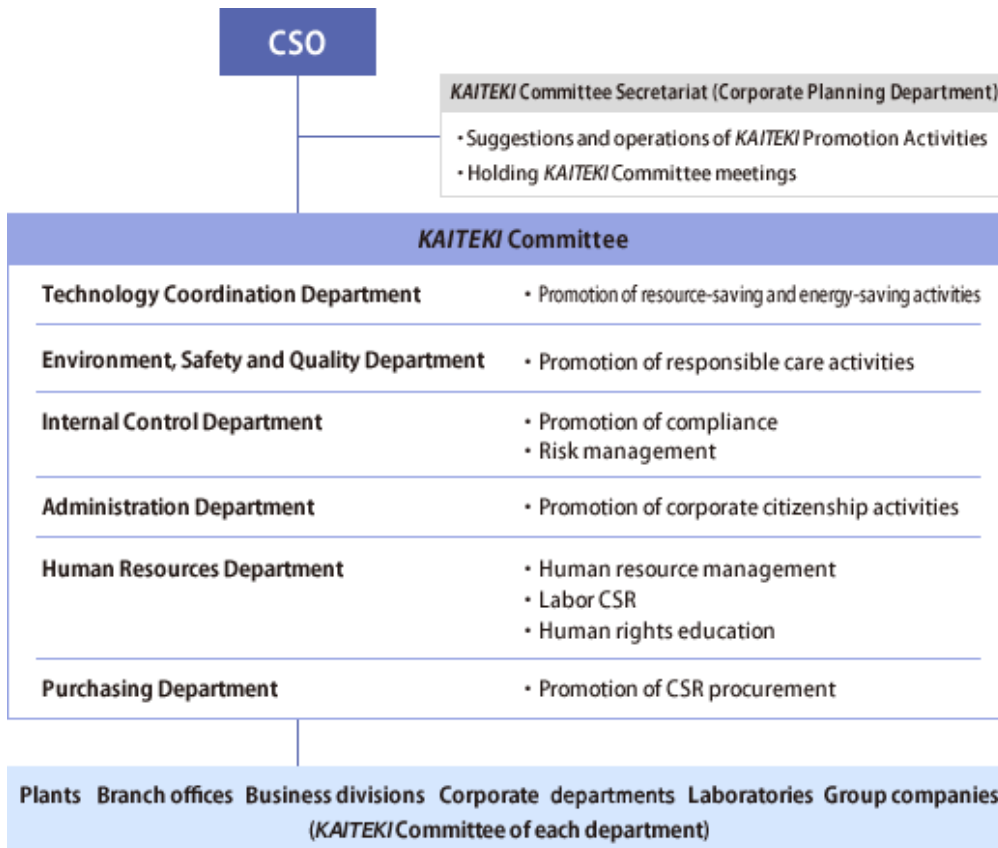 CSO
KAITEKI Committee Secretariat (Corporate Planning Department)
・Suggestions and operations of KAITEKI Promotion Activities
・Holding KAITEKI Committee meetings
KAITEKI Committee
Technology Coordination Department ・Promotion of resource-saving and energy-saving activities
Environment, Safety and Quality Department ・Promotion of responsible care activities
Internal Control Department ・Promotion of compliance
・Risk management
Administration Department ・Promotion of corporate citizenship activities
Human Resources Department ・Human resource management
・Labor CSR
・Human rights education
Purchasing Department ・Promotion of CSR procurement
Plants Branch offices Business divisions Corporate departments Laboratories Group companies
(KAITEKI Committee of each department)